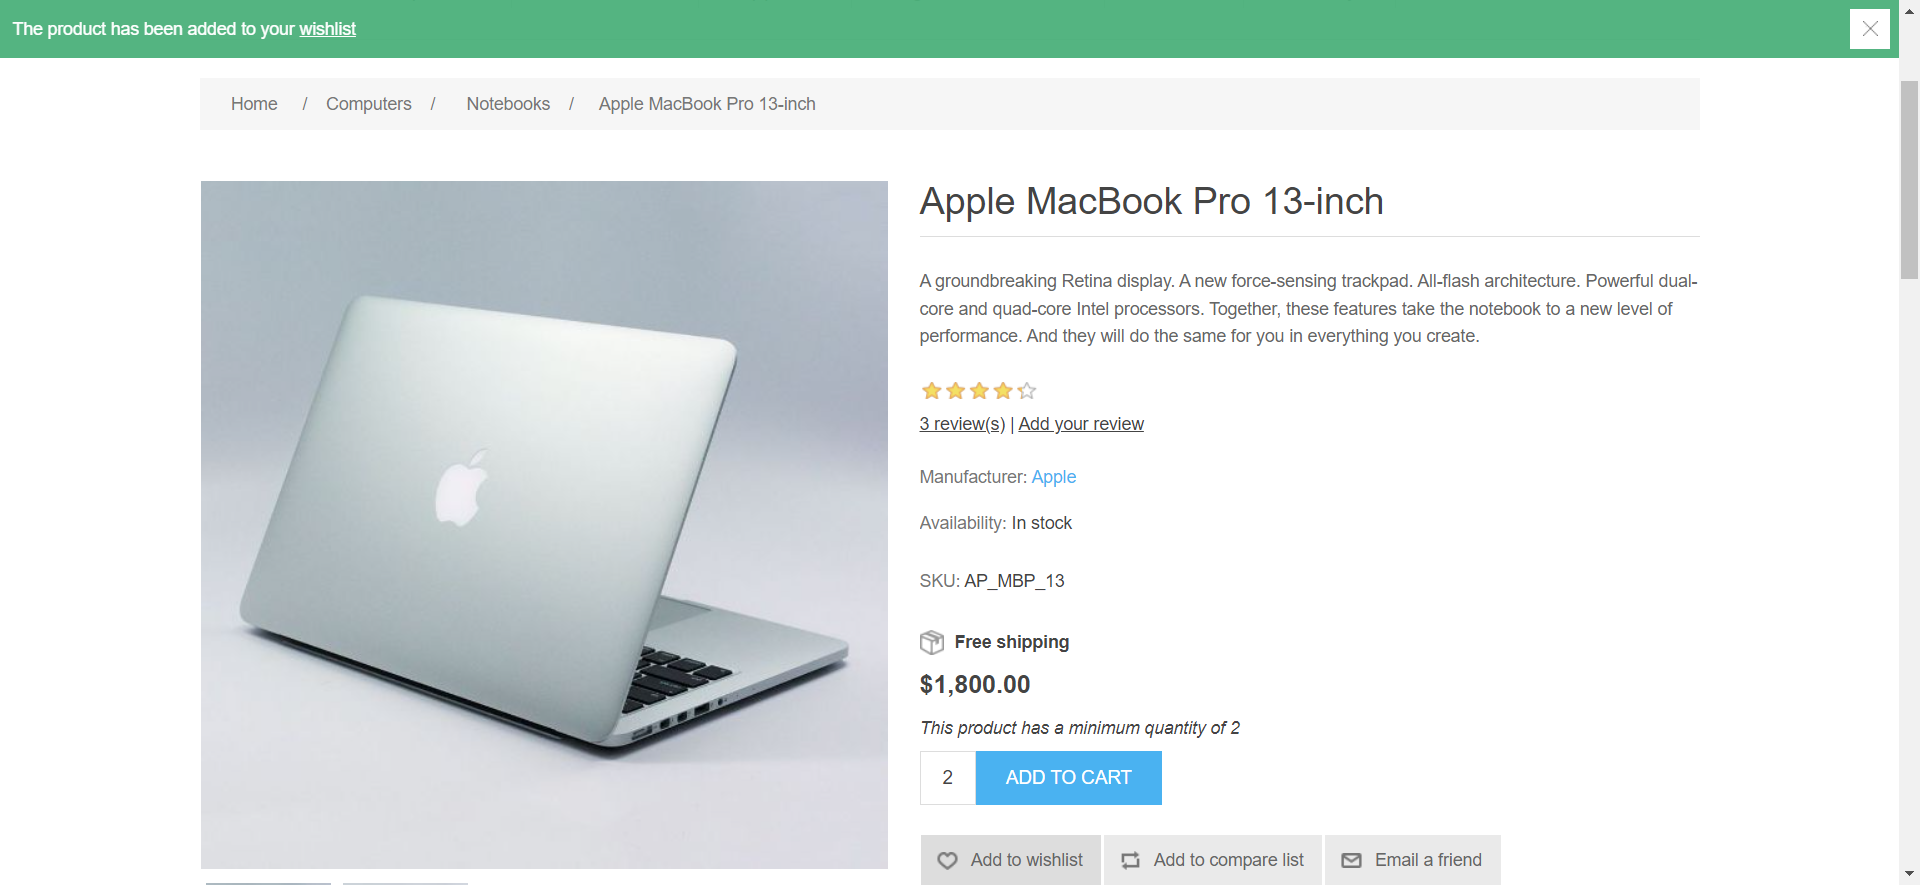 The product has been added to your wishlist
Home / Computers / Notebooks / Apple MacBook Pro 13-inch
Apple MacBook Pro 13-inch
A groundbreaking Retina display. A new force-sensing trackpad. All-flash architecture. Powerful dual-
core and quad-core Intel processors. Together, these features take the notebook to a new level of
performance. And they will do the same for you in everything you create.
3 review(s) | Add your review
Manufacturer: Apple
Availability: In stock
SKU: AP_MBP_13
Free shipping
$1,800.00
This product has a minimum quantity of 2
2 ADD TO CART
Add to wishlist Add to compare list Email a friend